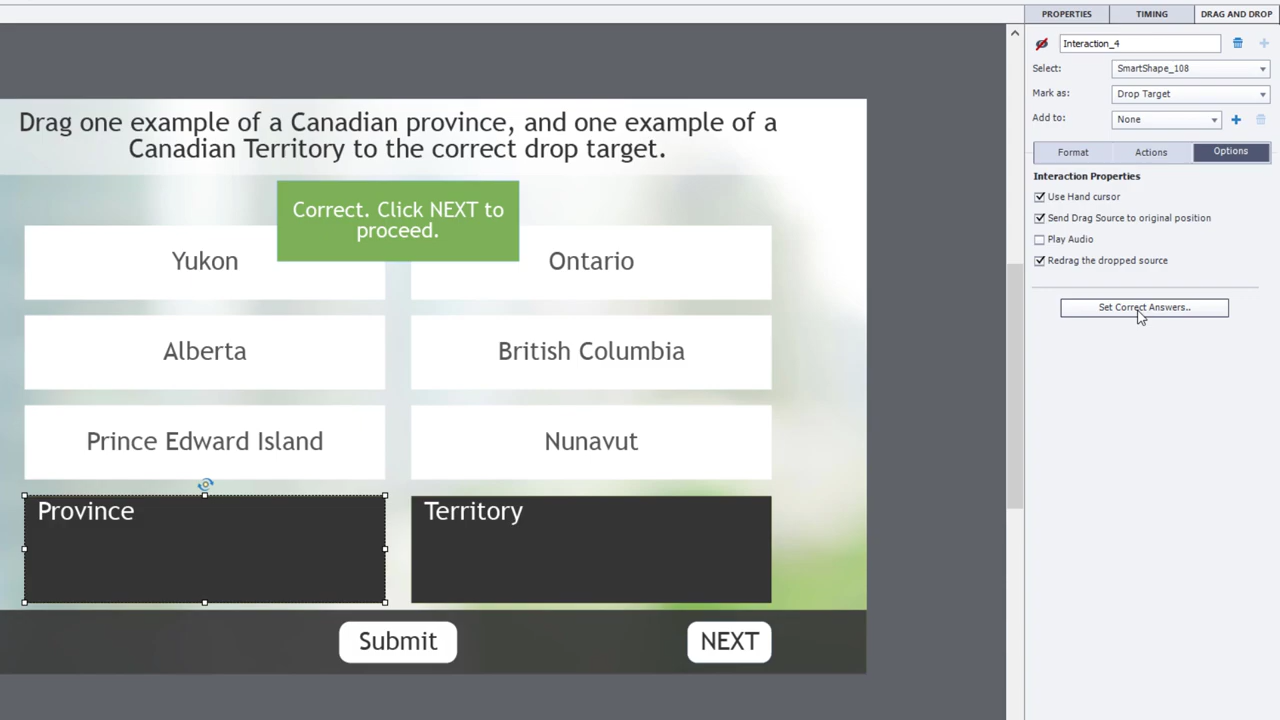 PROPERTIES TIMING DRAG AND DROP
Interaction_4
Select: SmartShape_108
Mark as: Drop Target
Add to: None
Format Actions Options
Interaction Properties
Use Hand cursor
Send Drag Source to original position
Play Audio
Redrag the dropped source
Set Correct Answers..
Drag one example of a Canadian province, and one example of a
Canadian Territory to the correct drop target.
Correct. Click NEXT to
proceed.
Yukon Ontario
Alberta British Columbia
Prince Edward Island Nunavut
Province Territory
Submit NEXT